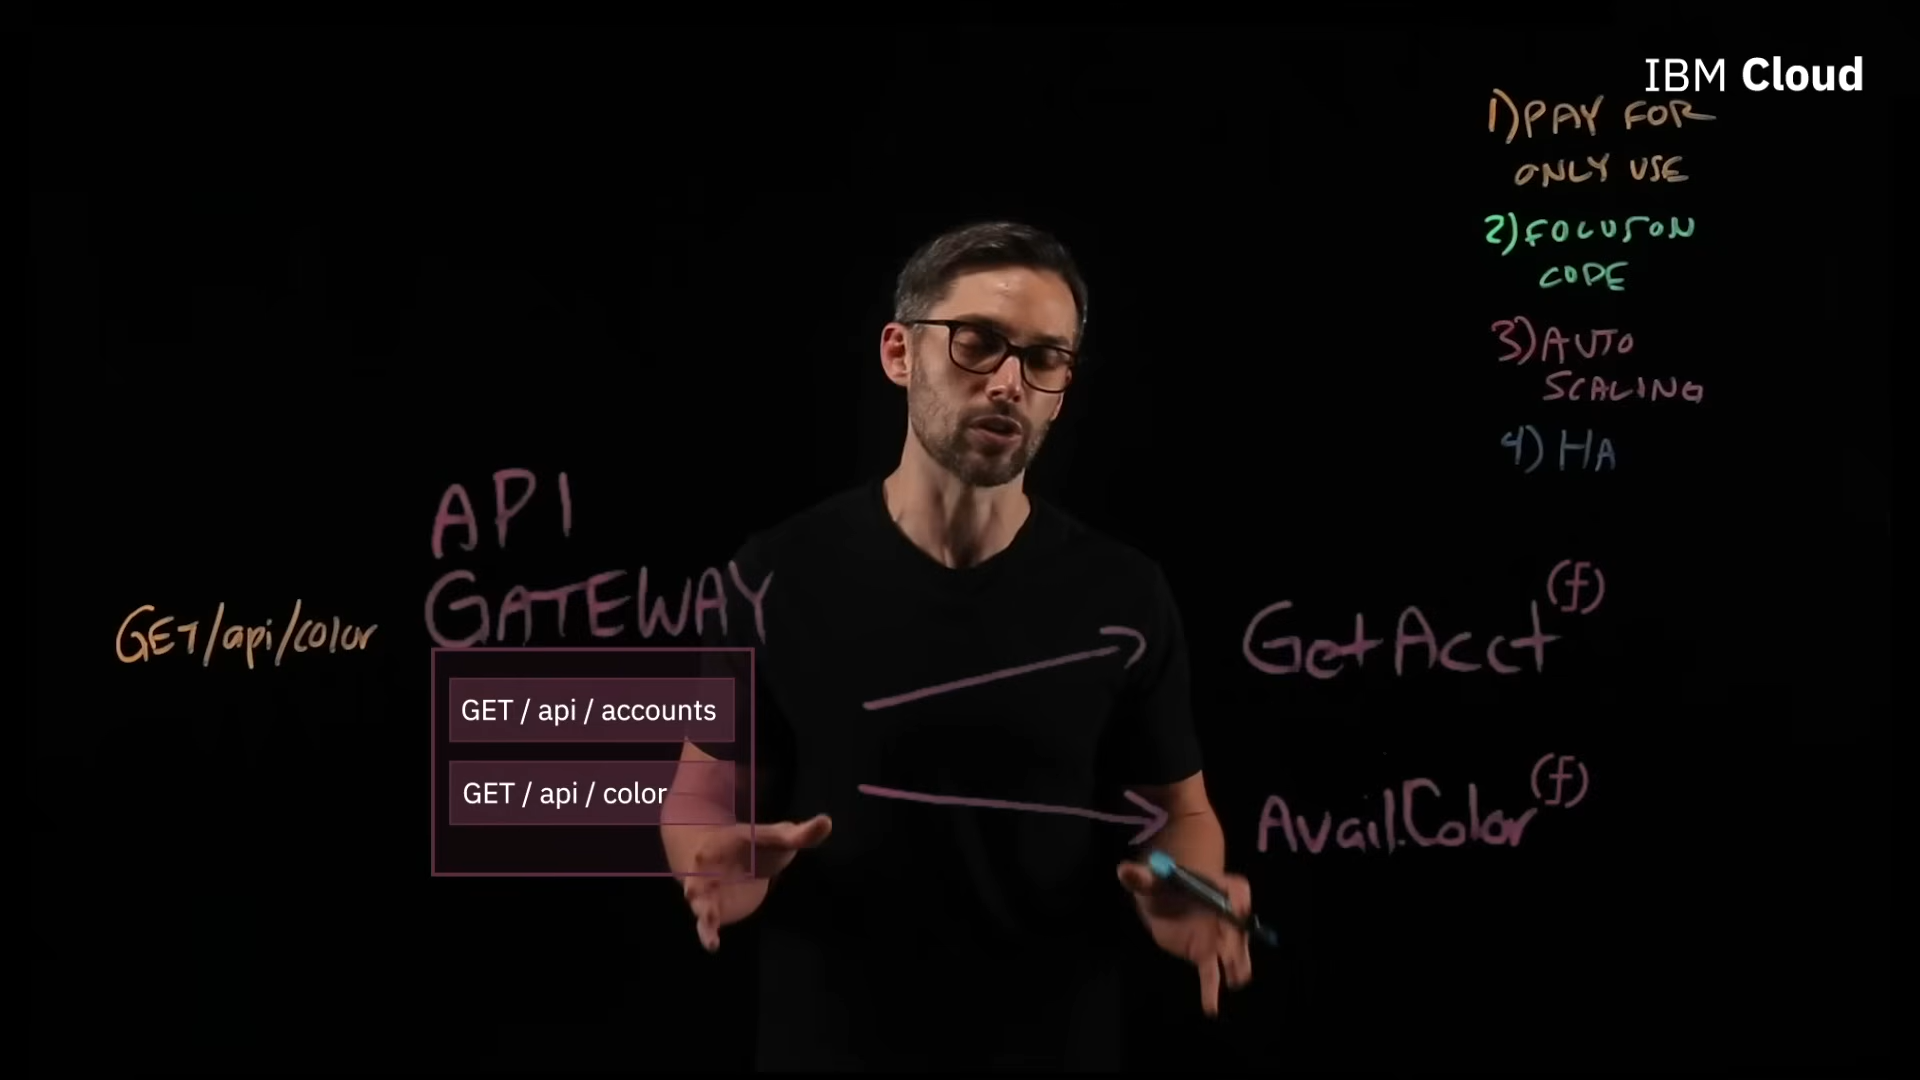 IBM Cloud
1) PAY FOR
ONLY USE
2) FOCUS ON
CODE
3) AUTO
SCALING
4) HA
API
GATEWAY
GET/api/color
GET / api / accounts
GET / api / color
GetAcct (f)
Avail.Color (f)